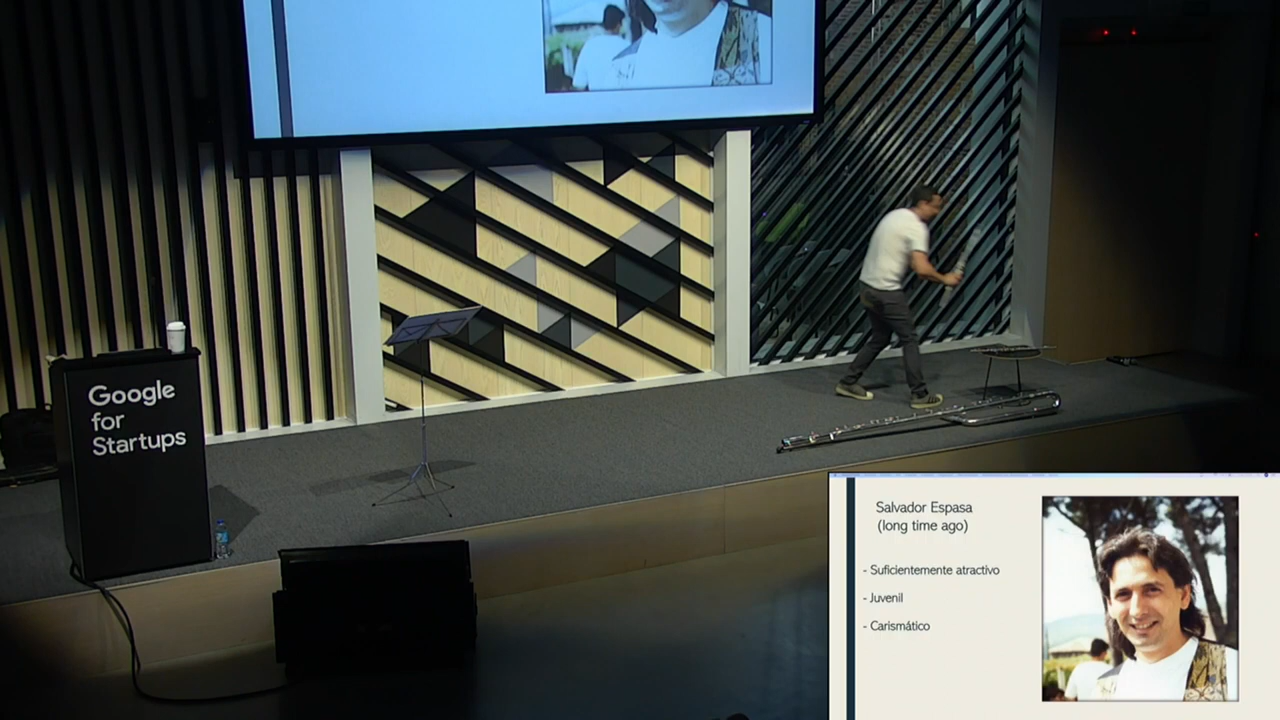 Google
for
Startups
Salvador Espasa
(long time ago)
- Suficientemente atractivo
- Juvenil
- Carismático